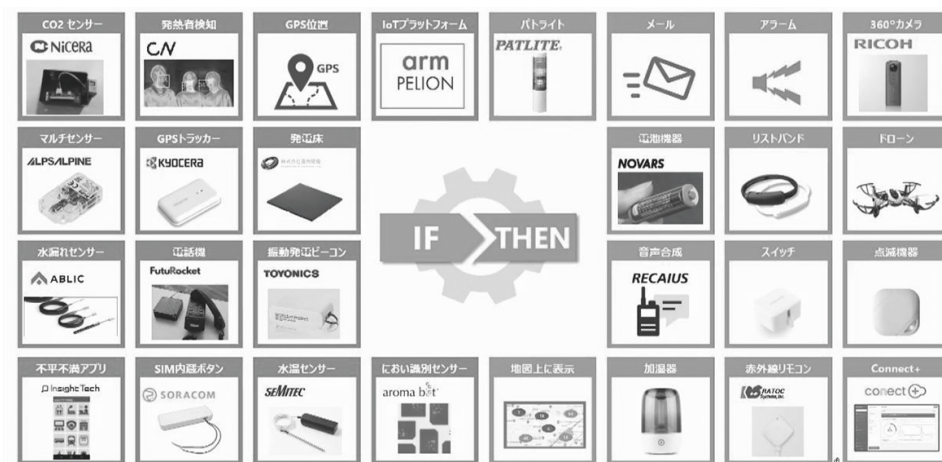 CO2 センサー
発熱者検知
GPS位置
IoTプラットフォーム
パトライト
メール
アラーム
360°カメラ
NICERA
C/V
GPS
arm
PELION
PATLITE
RICOH
マルチセンサー
GPSトラッカー
発電床
電池機器
リストバンド
ドローン
ALPSALPINE
KYOCERA
NOVARS
IF THEN
水漏れセンサー
電話機
振動発電ビーコン
音声合成
スイッチ
点滅機器
ABLIC
FutuRocket
TOYONICS
RECAIUS
不平不満アプリ
SIM内蔵ボタン
水温センサー
におい識別センサー
地図上に表示
加湿器
赤外線リモコン
Connect+
Insight Tech
SORACOM
SEMITEC
aroma bit
RATOC
Systems, Inc.
conect+